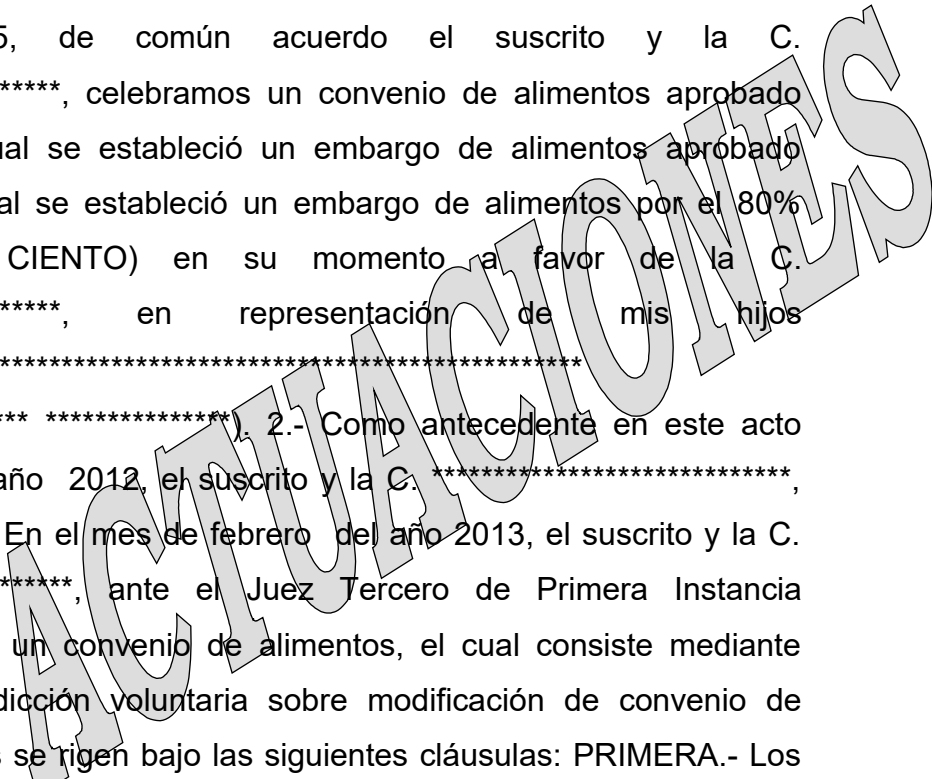 5, de común acuerdo el suscrito y la C.
*****, celebramos un convenio de alimentos aprobado
ual se estableció un embargo de alimentos aprobado
al se estableció un embargo de alimentos por el 80%
CIENTO) en su momento a favor de la C.
*****, en representación de mis hijos
***********************************************
*** ***************). 2.- Como antecedente en este acto
año 2012, el suscrito y la C. *****************************,
En el mes de febrero del año 2013, el suscrito y la C.
******, ante el Juez Tercero de Primera Instancia
un convenio de alimentos, el cual consiste mediante
dicción voluntaria sobre modificación de convenio de
s se rigen bajo las siguientes cláusulas: PRIMERA.- Los
ACTUACIONES